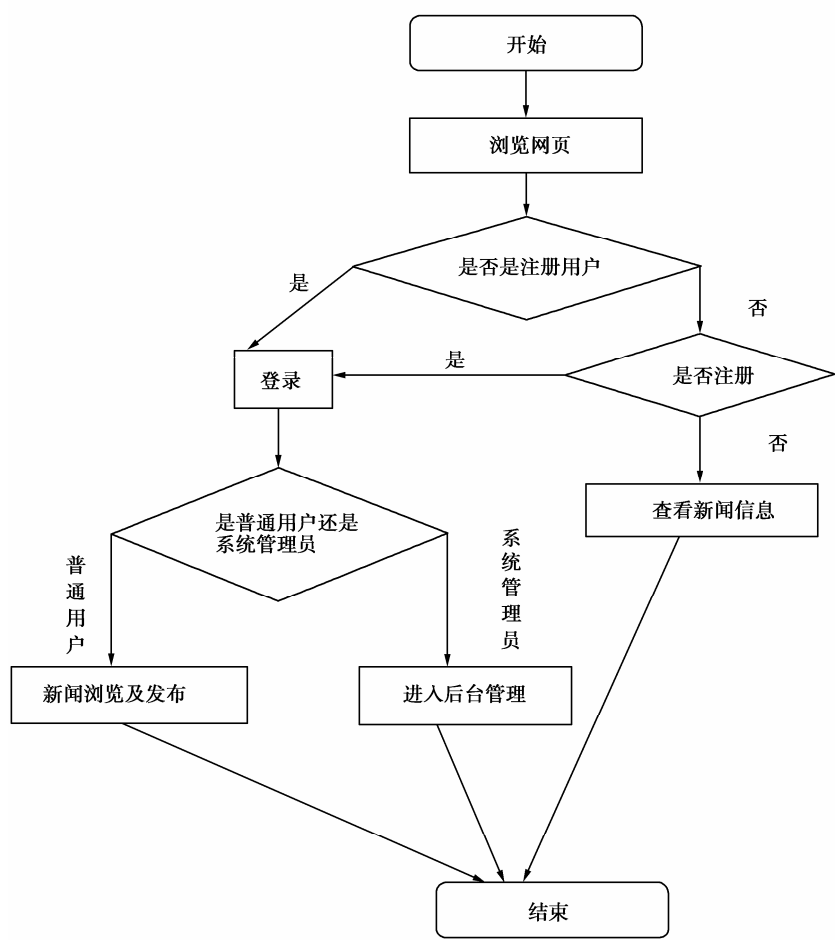 开始
浏览网页
是否是注册用户
是
否
登录
是
是否注册
否
是普通用户还是
系统管理员
查看新闻信息
普通用户
系统管理员
新闻浏览及发布
进入后台管理
结束